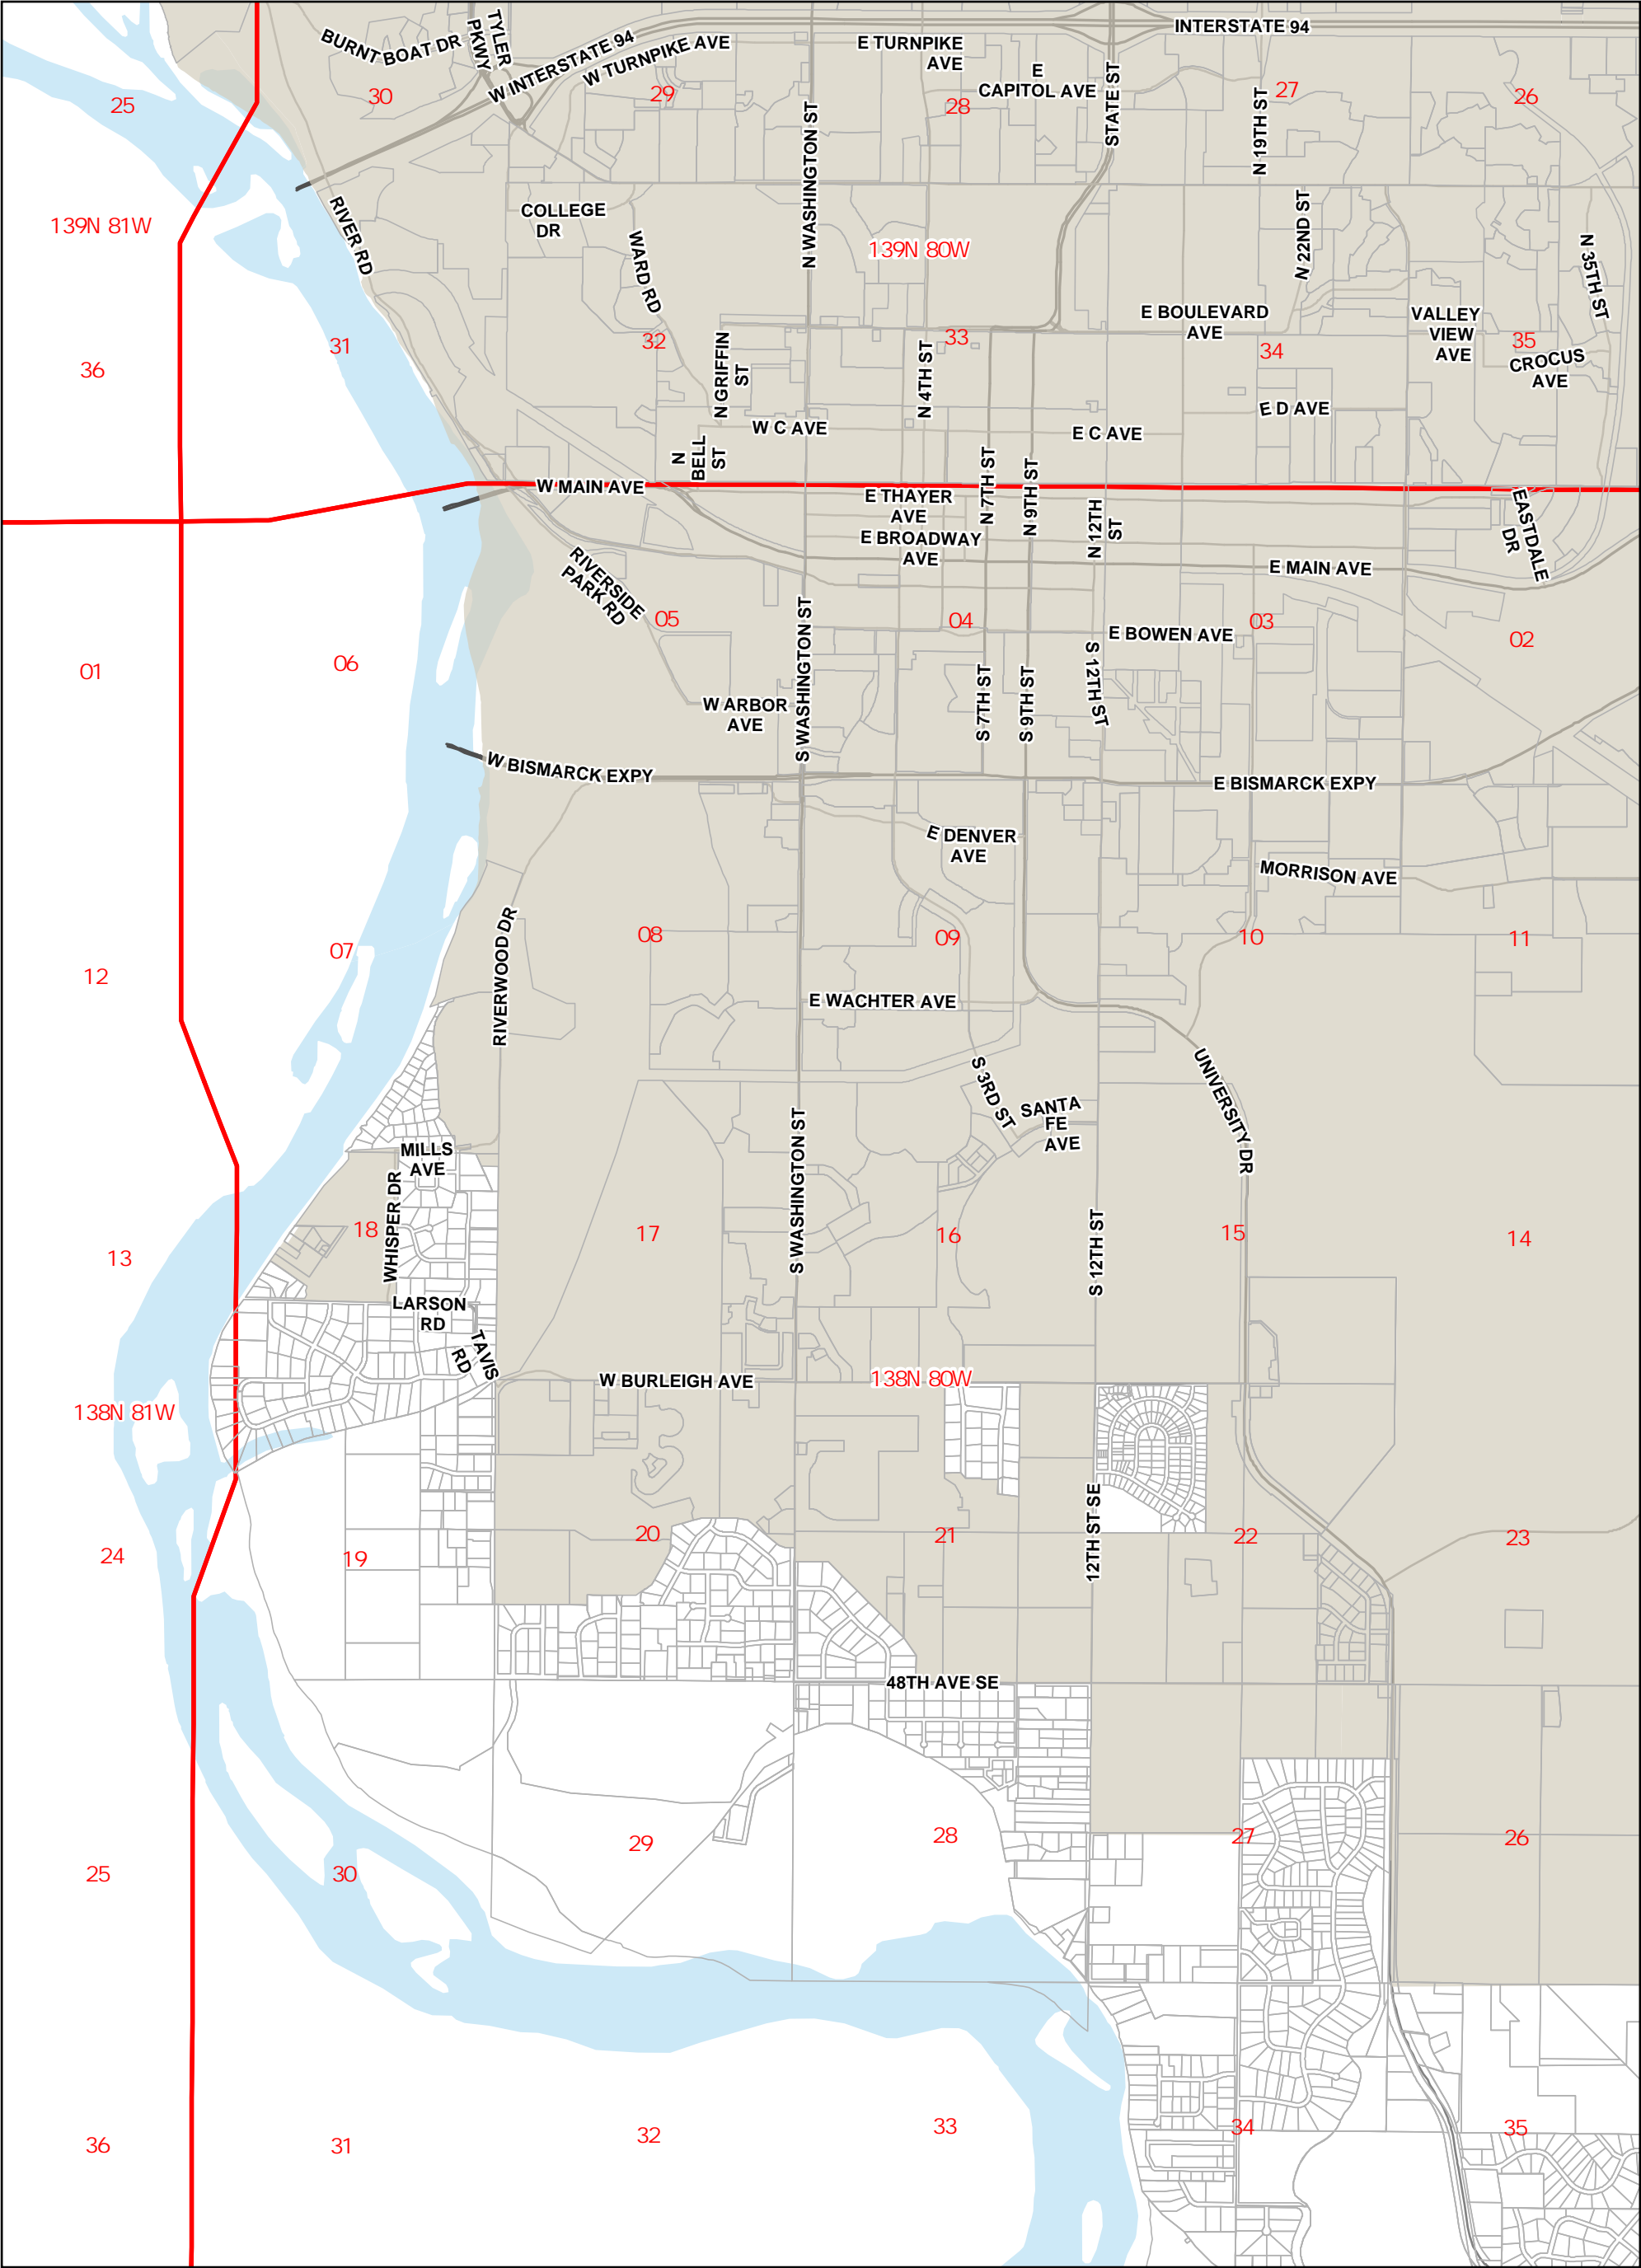 INTERSTATE 94
BURNT BOAT DR
TYLER
PKWY
W INTERSTATE 94
W TURNPIKE AVE
E TURNPIKE
AVE
E
CAPITOL AVE
STATE ST
25
30
29
28
27
26
N WASHINGTON ST
N 19TH ST
RIVER RD
139N 81W
COLLEGE
DR
WARD RD
139N 80W
N 22ND ST
N 35TH ST
E BOULEVARD
AVE
VALLEY
VIEW
AVE
36
31
32
33
34
35
CROCUS
AVE
N GRIFFIN
ST
N 4TH ST
E D AVE
W C AVE
E C AVE
N
BELL
ST
N 7TH ST
N 9TH ST
W MAIN AVE
E THAYER
AVE
N 12TH
ST
EASTDALE
DR
E BROADWAY
AVE
E MAIN AVE
RIVERSIDE
PARK RD
01
06
05
04
03
02
E BOWEN AVE
S WASHINGTON ST
S 7TH ST
S 9TH ST
S 12TH ST
W ARBOR
AVE
W BISMARCK EXPY
E BISMARCK EXPY
E DENVER
AVE
MORRISON AVE
12
07
08
09
10
11
RIVERWOOD DR
E WACHTER AVE
S 3RD ST
SANTA
FE
AVE
UNIVERSITY DR
MILLS
AVE
WHISPER DR
S WASHINGTON ST
S 12TH ST
13
18
17
16
15
14
LARSON
RD
TAVIS
RD
W BURLEIGH AVE
138N 80W
138N 81W
12TH ST SE
24
19
20
21
22
23
48TH AVE SE
25
30
29
28
27
26
36
31
32
33
34
35